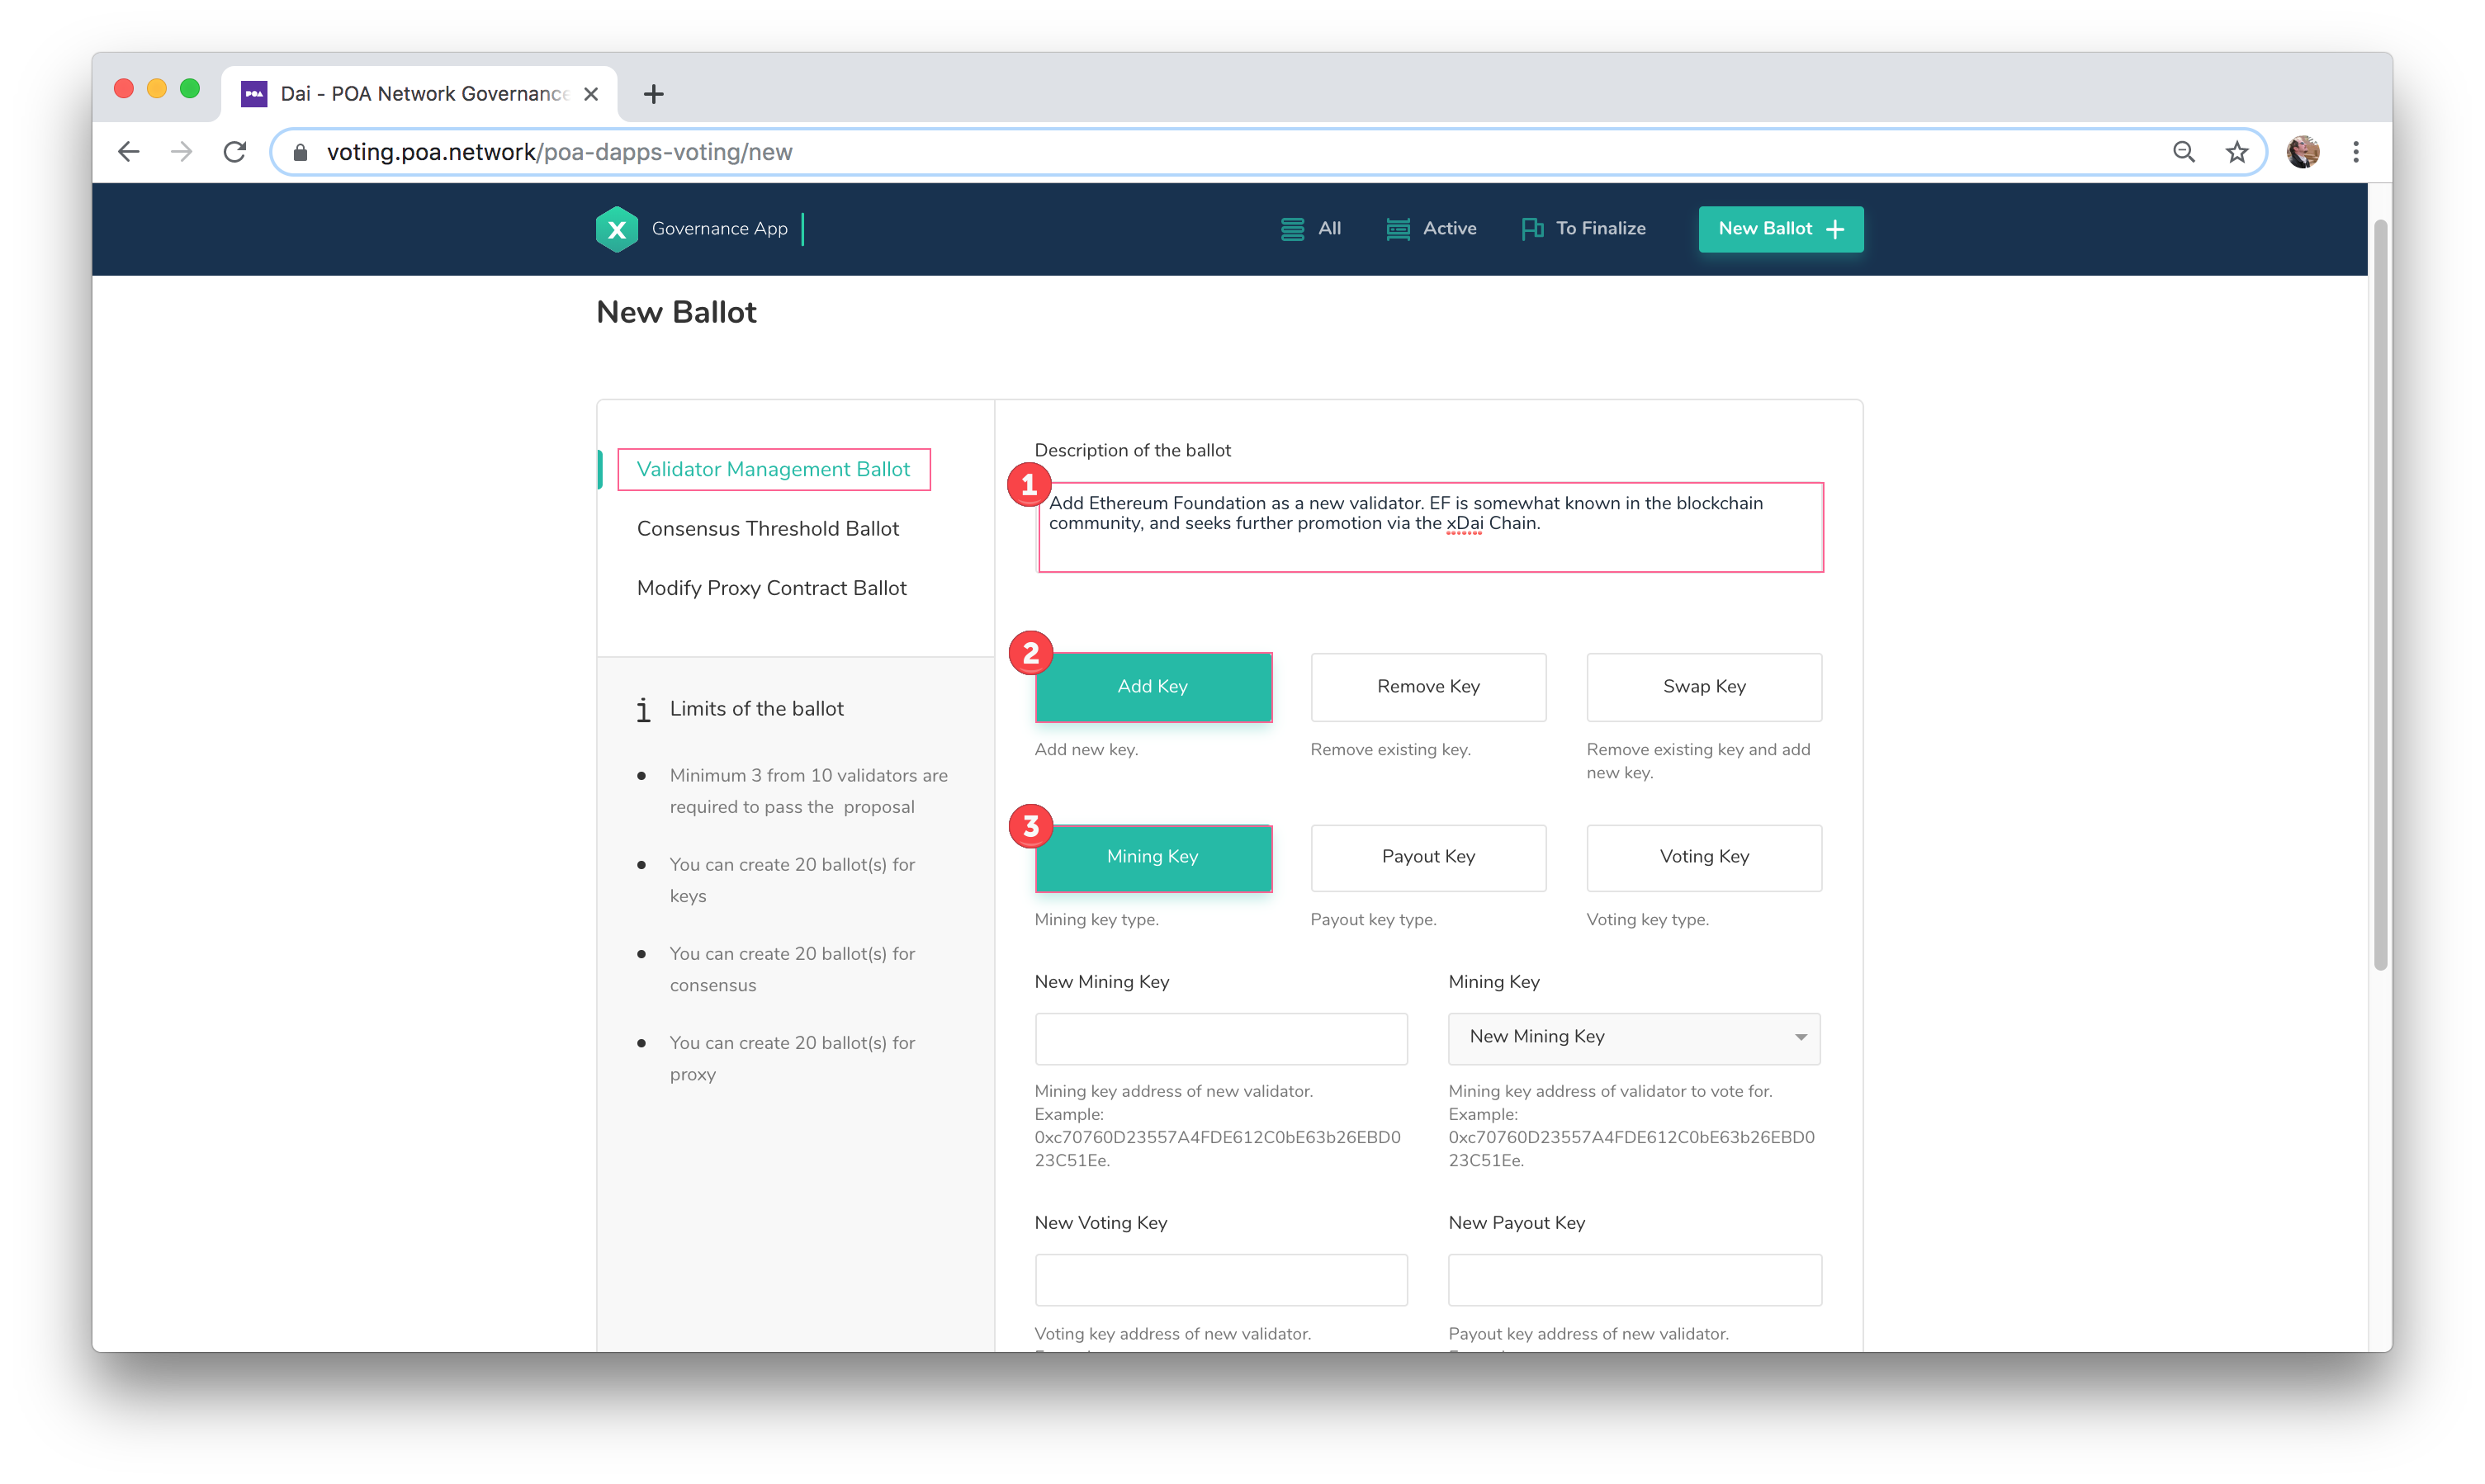 POA
Dai - POA Network Governance
voting.poa.network/poa-dapps-voting/new
X
Governance App
All
Active
To Finalize
New Ballot
New Ballot
Validator Management Ballot
Consensus Threshold Ballot
Modify Proxy Contract Ballot
i Limits of the ballot
Minimum 3 from 10 validators are
required to pass the proposal
You can create 20 ballot(s) for
keys
You can create 20 ballot(s) for
consensus
You can create 20 ballot(s) for
proxy
Description of the ballot
1
Add Ethereum Foundation as a new validator. EF is somewhat known in the blockchain
community, and seeks further promotion via the xDai Chain.
2
Add Key
Remove Key
Swap Key
Add new key.
Remove existing key.
Remove existing key and add
new key.
3
Mining Key
Payout Key
Voting Key
Mining key type.
Payout key type.
Voting key type.
New Mining Key
Mining key address of new validator.
Example:
0xc70760D23557A4FDE612C0bE63b26EBD0
23C51Ee.
Mining Key
New Mining Key
Mining key address of validator to vote for.
Example:
0xc70760D23557A4FDE612C0bE63b26EBD0
23C51Ee.
New Voting Key
Voting key address of new validator.
New Payout Key
Payout key address of new validator.